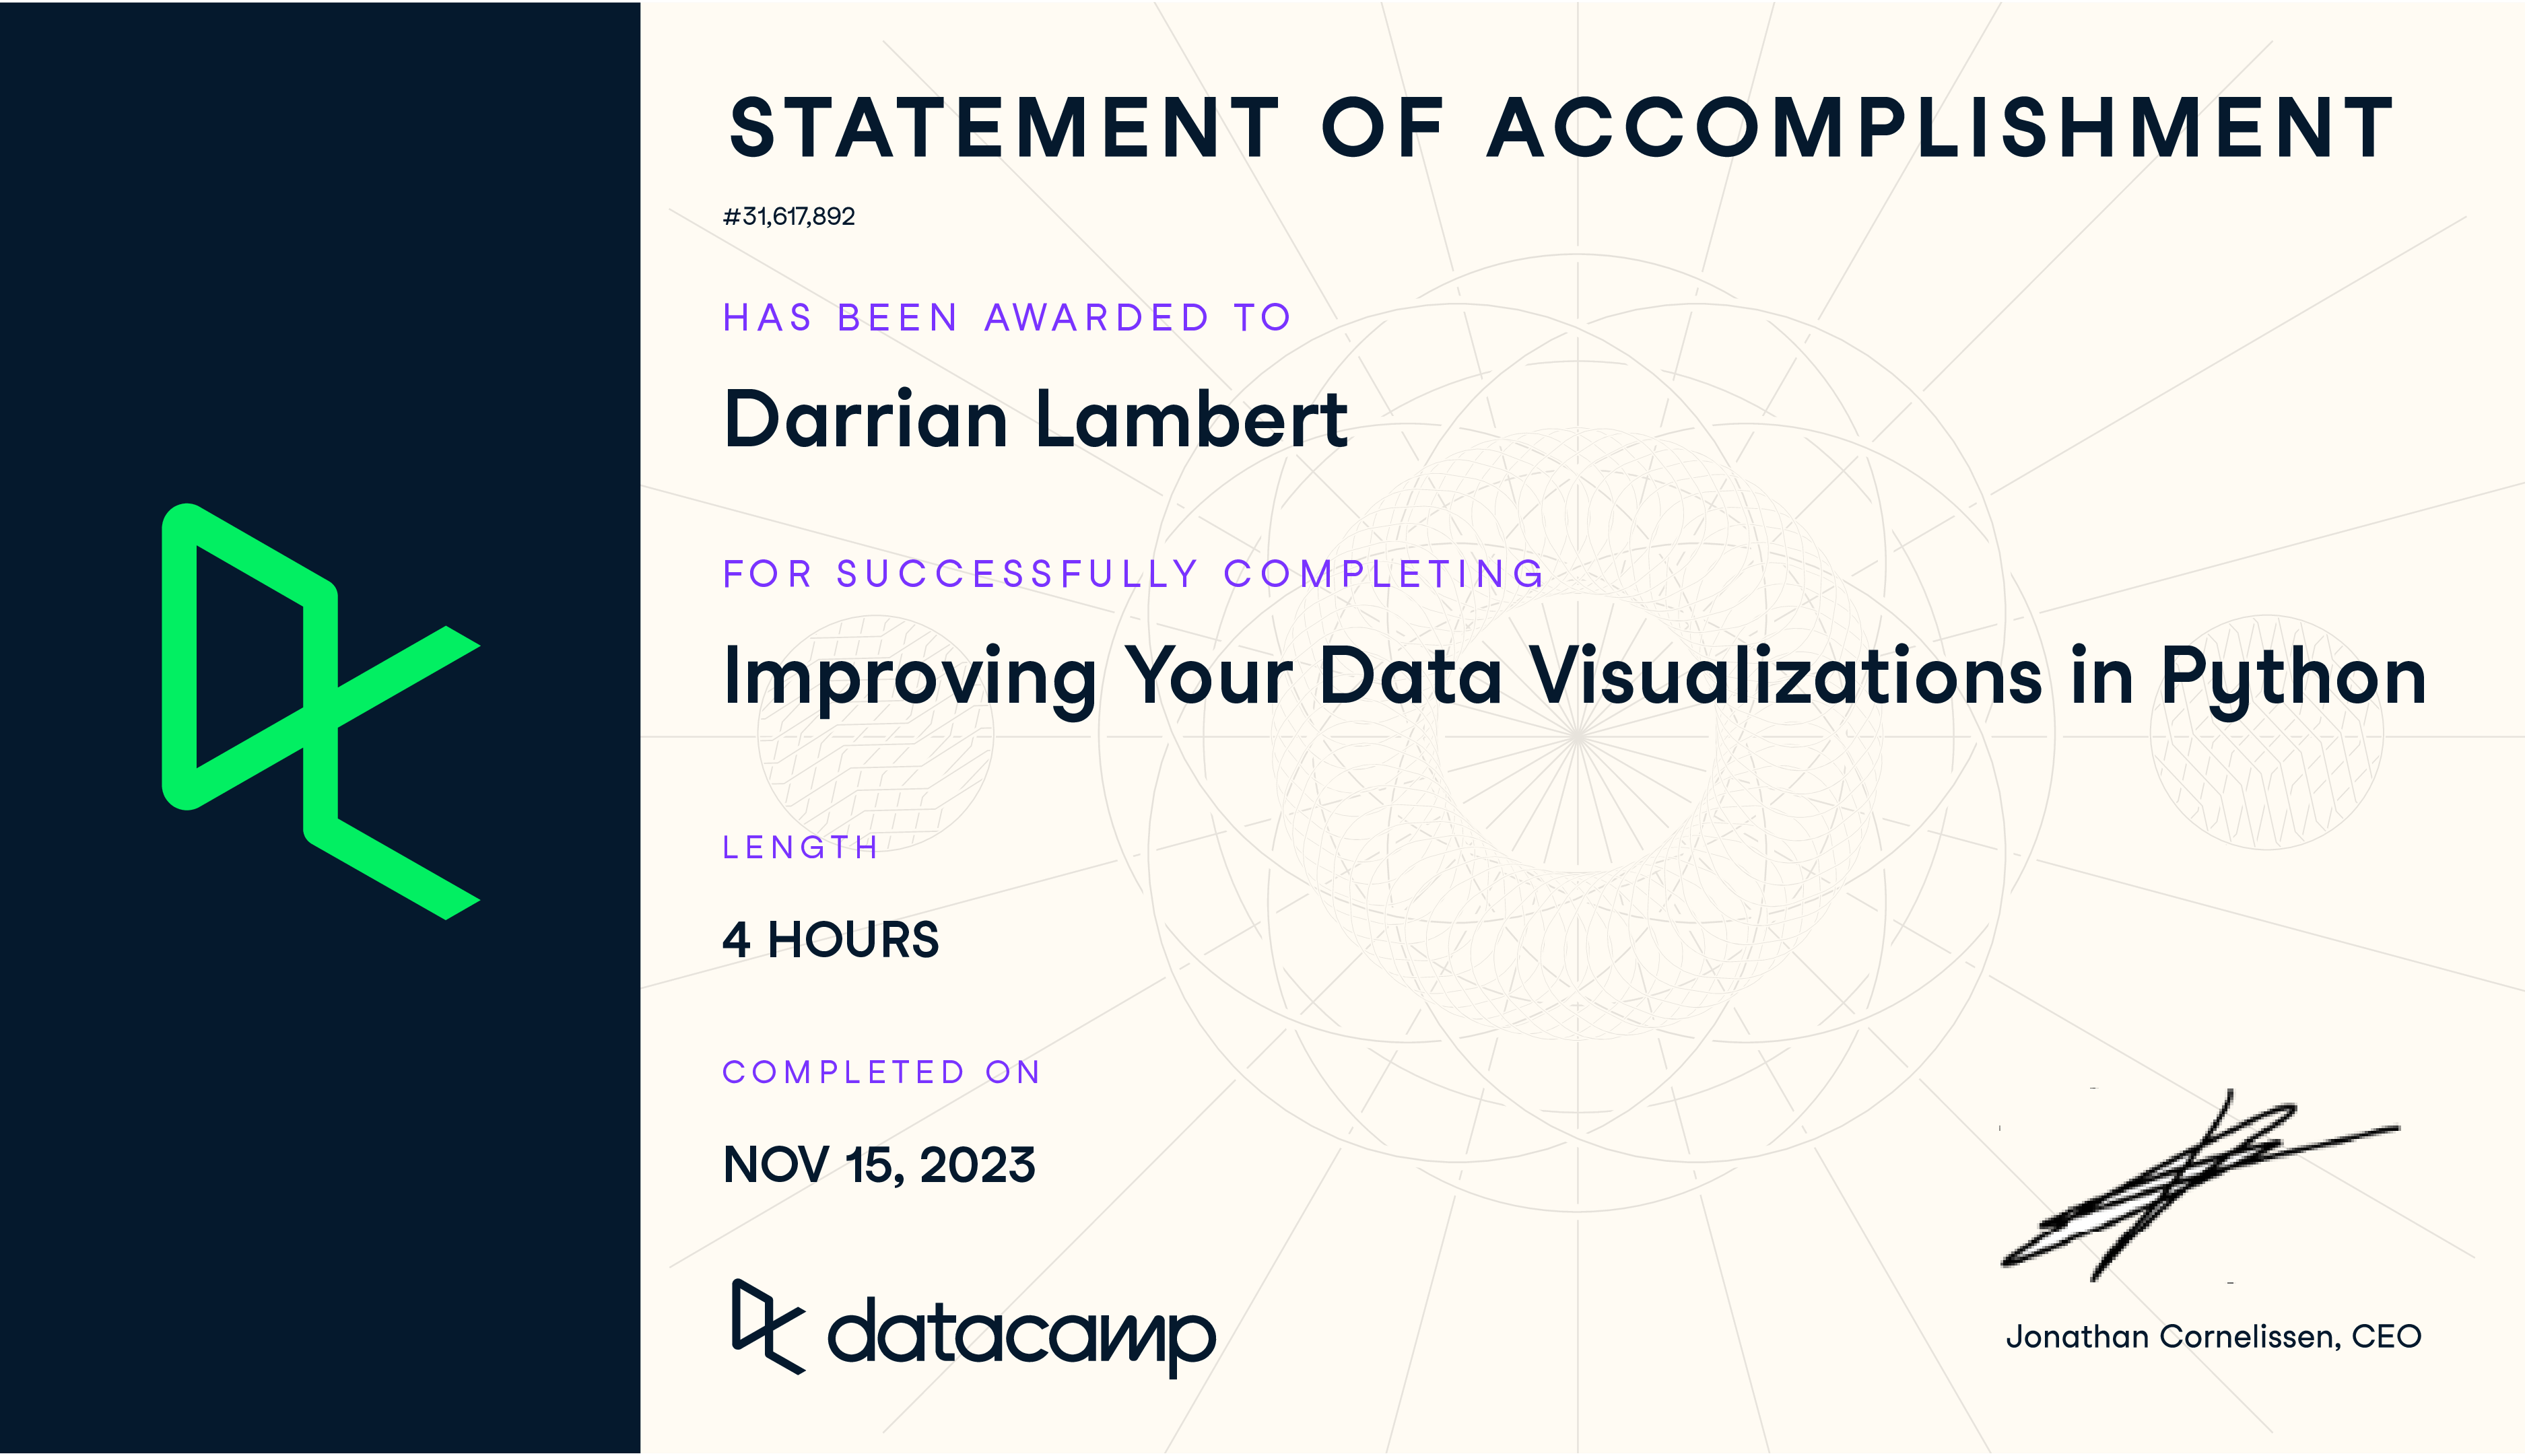 STATEMENT OF ACCOMPLISHMENT
#31,617,892
HAS BEEN AWARDED TO
Darrian Lambert
FOR SUCCESSFULLY COMPLETING
Improving Your Data Visualizations in Python
LENGTH
4 HOURS
COMPLETED ON
NOV 15, 2023
datacamp
Jonathan Cornelissen, CEO